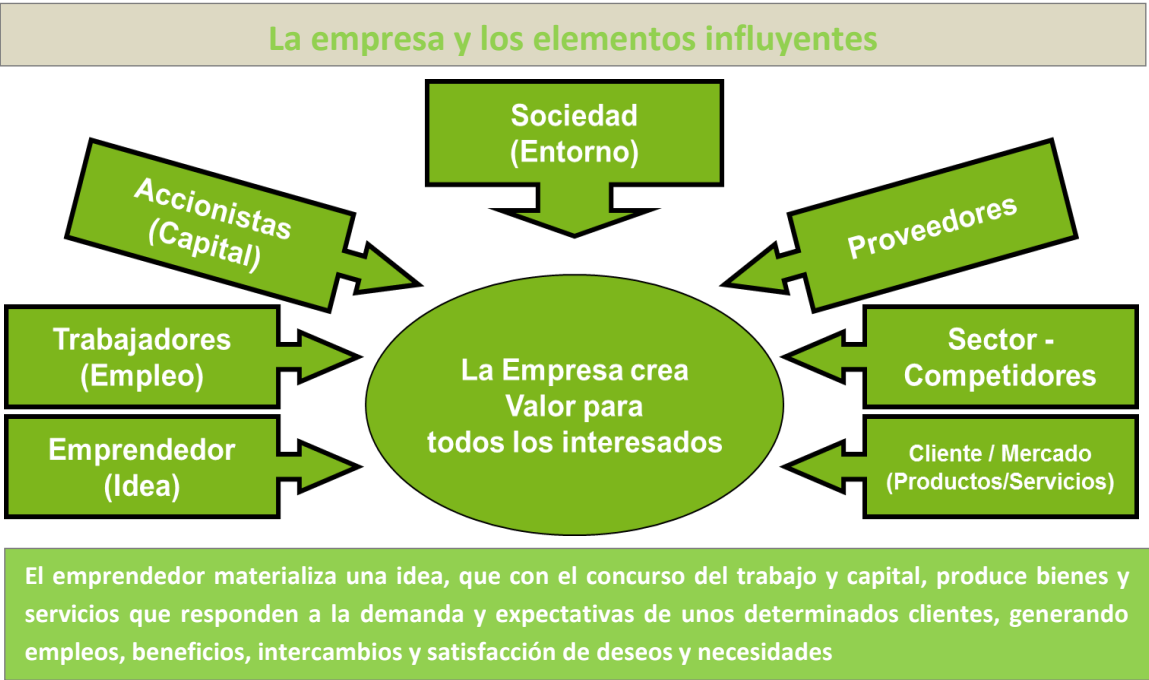 La empresa y los elementos influyentes
Sociedad
(Entorno)
Accionistas
(Capital)
Proveedores
Trabajadores
(Empleo)
Sector -
Competidores
La Empresa crea
Valor para
todos los interesados
Emprendedor
(Idea)
Cliente / Mercado
(Productos/Servicios)
El emprendedor materializa una idea, que con el concurso del trabajo y capital, produce bienes y
servicios que responden a la demanda y expectativas de unos determinados clientes, generando
empleos, beneficios, intercambios y satisfacción de deseos y necesidades